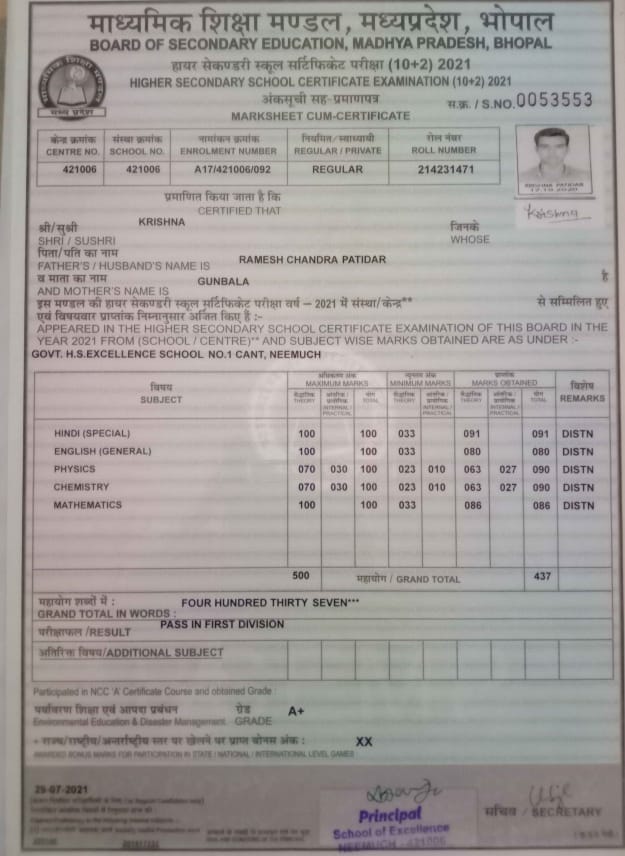 माध्यमिक शिक्षा मण्डल, मध्यप्रदेश, भोपाल
BOARD OF SECONDARY EDUCATION, MADHYA PRADESH, BHOPAL
हायर सेकण्डरी स्कूल सर्टिफिकेट परीक्षा (10+2) 2021
HIGHER SECONDARY SCHOOL CERTIFICATE EXAMINATION (10+2) 2021
अंकसूची सह-प्रमाणपत्र
MARKSHEET CUM-CERTIFICATE
स.क्र. / S.NO. 0053553
मध्य प्रदेश
केन्द्र क्रमांक संस्था क्रमांक नामांकन क्रमांक नियमित/स्वाध्यायी रोल नंबर
CENTRE NO. SCHOOL NO. ENROLMENT NUMBER REGULAR / PRIVATE ROLL NUMBER
421006 421006 A17/421006/092 REGULAR 214231471
KRISHNA PATIDAR
12.10.2020
Krishna
प्रमाणित किया जाता है कि
CERTIFIED THAT
श्री/सुश्री KRISHNA जिनके
SHRI / SUSHRI WHOSE
पिता/पति का नाम
FATHER'S / HUSBAND'S NAME IS RAMESH CHANDRA PATIDAR
व माता का नाम है
AND MOTHER'S NAME IS GUNBALA
इस मण्डल की हायर सेकण्डरी स्कूल सर्टिफिकेट परीक्षा वर्ष – 2021 में संस्था/केन्द्र** से सम्मिलित हुए
एवं विषयवार प्राप्तांक निम्नानुसार अर्जित किए हैं :-
APPEARED IN THE HIGHER SECONDARY SCHOOL CERTIFICATE EXAMINATION OF THIS BOARD IN THE
YEAR 2021 FROM (SCHOOL / CENTRE)** AND SUBJECT WISE MARKS OBTAINED ARE AS UNDER :-
GOVT. H.S.EXCELLENCE SCHOOL NO.1 CANT, NEEMUCH
विषय अधिकतम अंक न्यूनतम अंक प्राप्तांक विशेष
SUBJECT MAXIMUM MARKS MINIMUM MARKS MARKS OBTAINED REMARKS
THEORY INTERNAL/ PRACTICAL TOTAL THEORY INTERNAL/ PRACTICAL THEORY INTERNAL/ PRACTICAL TOTAL
HINDI (SPECIAL) 100 100 033 091 091 DISTN
ENGLISH (GENERAL) 100 100 033 080 080 DISTN
PHYSICS 070 030 100 023 010 063 027 090 DISTN
CHEMISTRY 070 030 100 023 010 063 027 090 DISTN
MATHEMATICS 100 100 033 086 086 DISTN
500 महायोग / GRAND TOTAL 437
महायोग शब्दों में : FOUR HUNDRED THIRTY SEVEN***
GRAND TOTAL IN WORDS :
परीक्षाफल /RESULT PASS IN FIRST DIVISION
अतिरिक्त विषय/ADDITIONAL SUBJECT
Participated in NCC 'A' Certificate Course and obtained Grade :
पर्यावरण शिक्षा एवं आपदा प्रबंधन ग्रेड A+
Environmental Education & Disaster Management GRADE
राज्य/राष्ट्रीय/अन्तर्राष्ट्रीय स्तर पर खेलने पर प्राप्त बोनस अंक : XX
AWARDED BONUS MARKS FOR PARTICIPATION IN STATE / NATIONAL / INTERNATIONAL LEVEL GAMES
29-07-2021
Principal
School of Excellence
NEEMUCH - 421006
सचिव / SECRETARY